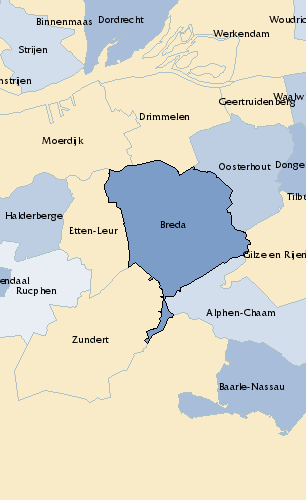 Binnenmaas
Dordrecht
Woudric
Werkendam
Strijen
nstrijen
Waalw
Geertruidenberg
Drimmelen
Moerdijk
Oosterhout
Donge
Tilb
Halderberge
Etten-Leur
Breda
Gilze en Rijen
endaal
Rucphen
Alphen-Chaam
Zundert
Baarle-Nassau